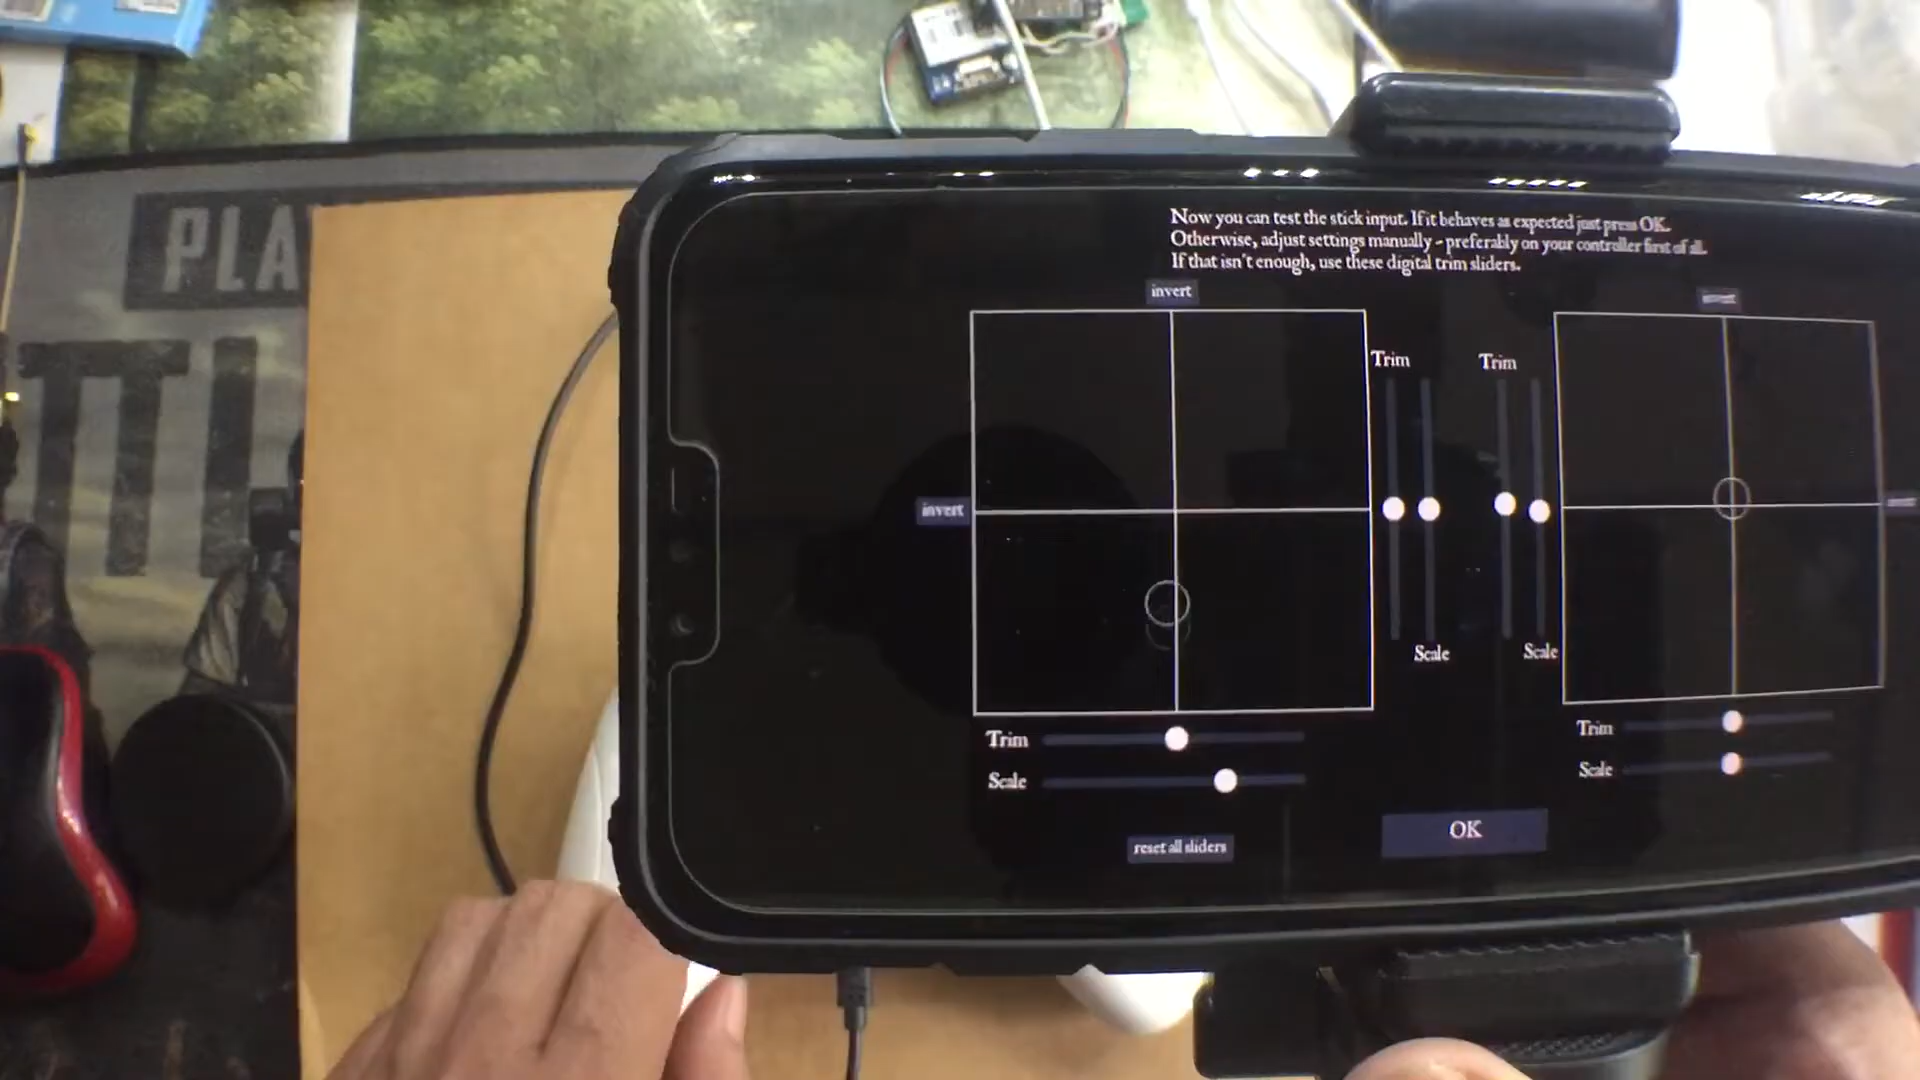 PLA
TTL
Now you can test the stick input. If it behaves as expected just press OK.
Otherwise, adjust settings manually - preferably on your controller first of all.
If that isn't enough, use these digital trim sliders.
invert
invert
Trim
Trim
invert
Scale
Scale
Trim
Scale
Trim
Scale
reset all sliders
OK